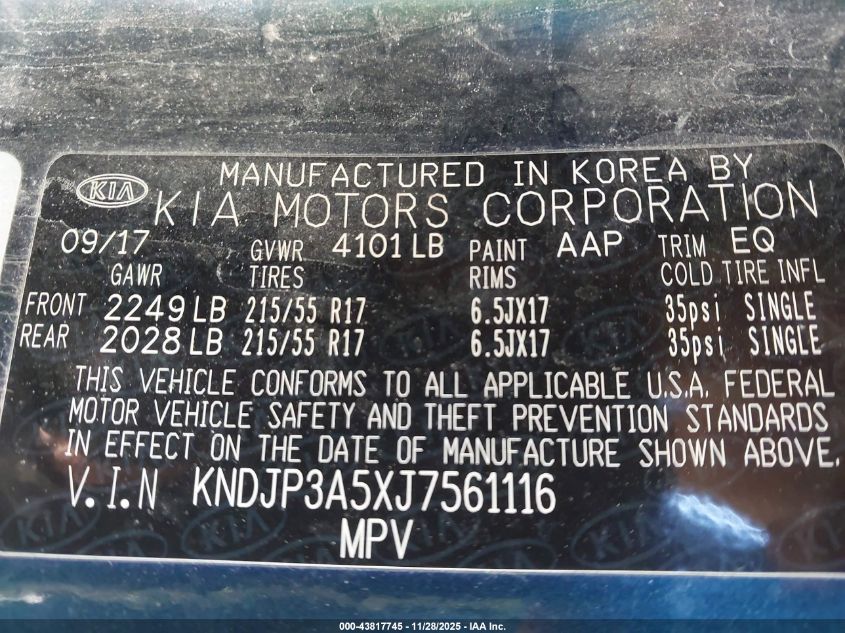 KIA MANUFACTURED IN KOREA BY
KIA MOTORS CORPORATION
09/17 GVWR 4101 LB PAINT AAP TRIM EQ
GAWR TIRES RIMS COLD TIRE INFL
FRONT 2249 LB 215/55 R17 6.5JX17 35psi SINGLE
REAR 2028 LB 215/55 R17 6.5JX17 35psi SINGLE
THIS VEHICLE CONFORMS TO ALL APPLICABLE U.S.A. FEDERAL
MOTOR VEHICLE SAFETY AND THEFT PREVENTION STANDARDS
IN EFFECT ON THE DATE OF MANUFACTURE SHOWN ABOVE.
V.I.N KNDJP3A5XJ7561116
MPV
000-43817745 - 11/28/2025 - IAA Inc.